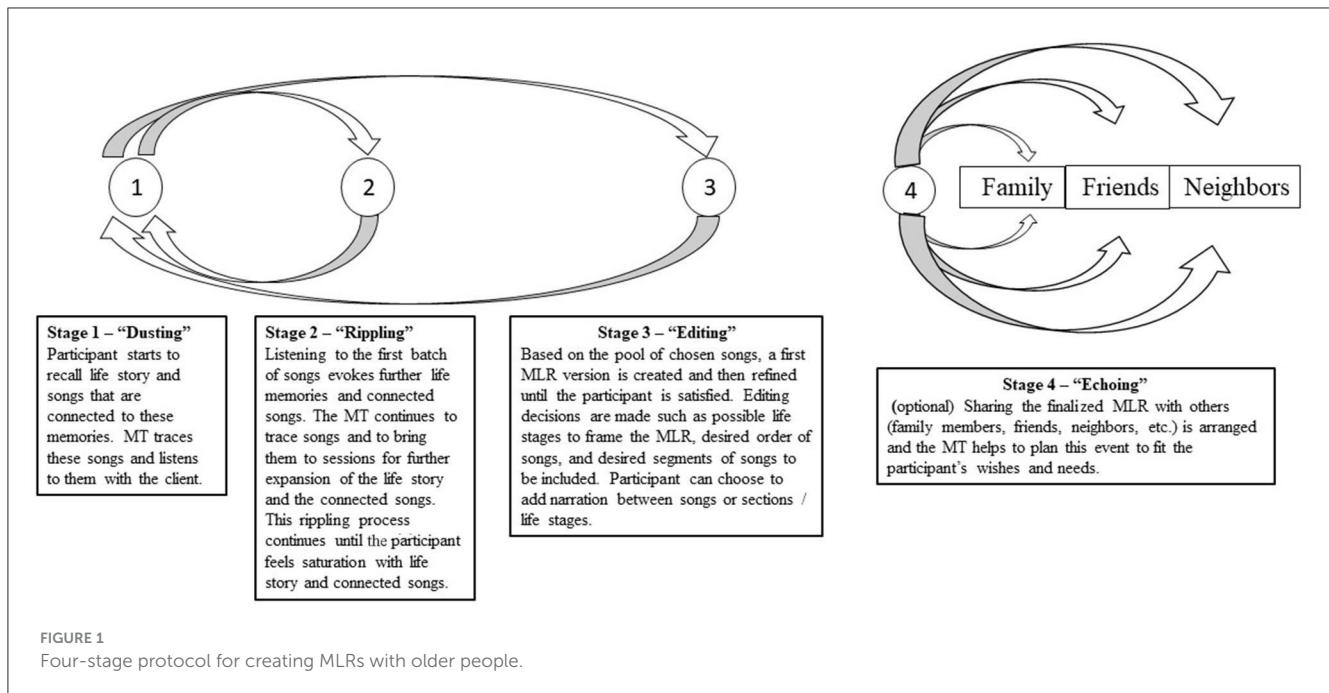 1
2
3
4
Family
Friends
Neighbors
Stage 1 – “Dusting”
Participant starts to
recall life story and
songs that are
connected to these
memories. MT traces
these songs and listens
to them with the client.
Stage 2 – “Rippling”
Listening to the first batch
of songs evokes further life
memories and connected
songs. The MT continues to
trace songs and to bring
them to sessions for further
expansion of the life story
and the connected songs.
This rippling process
continues until the participant
feels saturation with life
story and connected songs.
Stage 3 – “Editing”
Based on the pool of chosen songs, a first
MLR version is created and then refined
until the participant is satisfied. Editing
decisions are made such as possible life
stages to frame the MLR, desired order of
songs, and desired segments of songs to
be included. Participant can choose to
add narration between songs or sections /
life stages.
Stage 4 – “Echoing”
(optional) Sharing the finalized MLR with others
(family members, friends, neighbors, etc.) is arranged
and the MT helps to plan this event to fit the
participant’s wishes and needs.
FIGURE 1
Four-stage protocol for creating MLRs with older people.